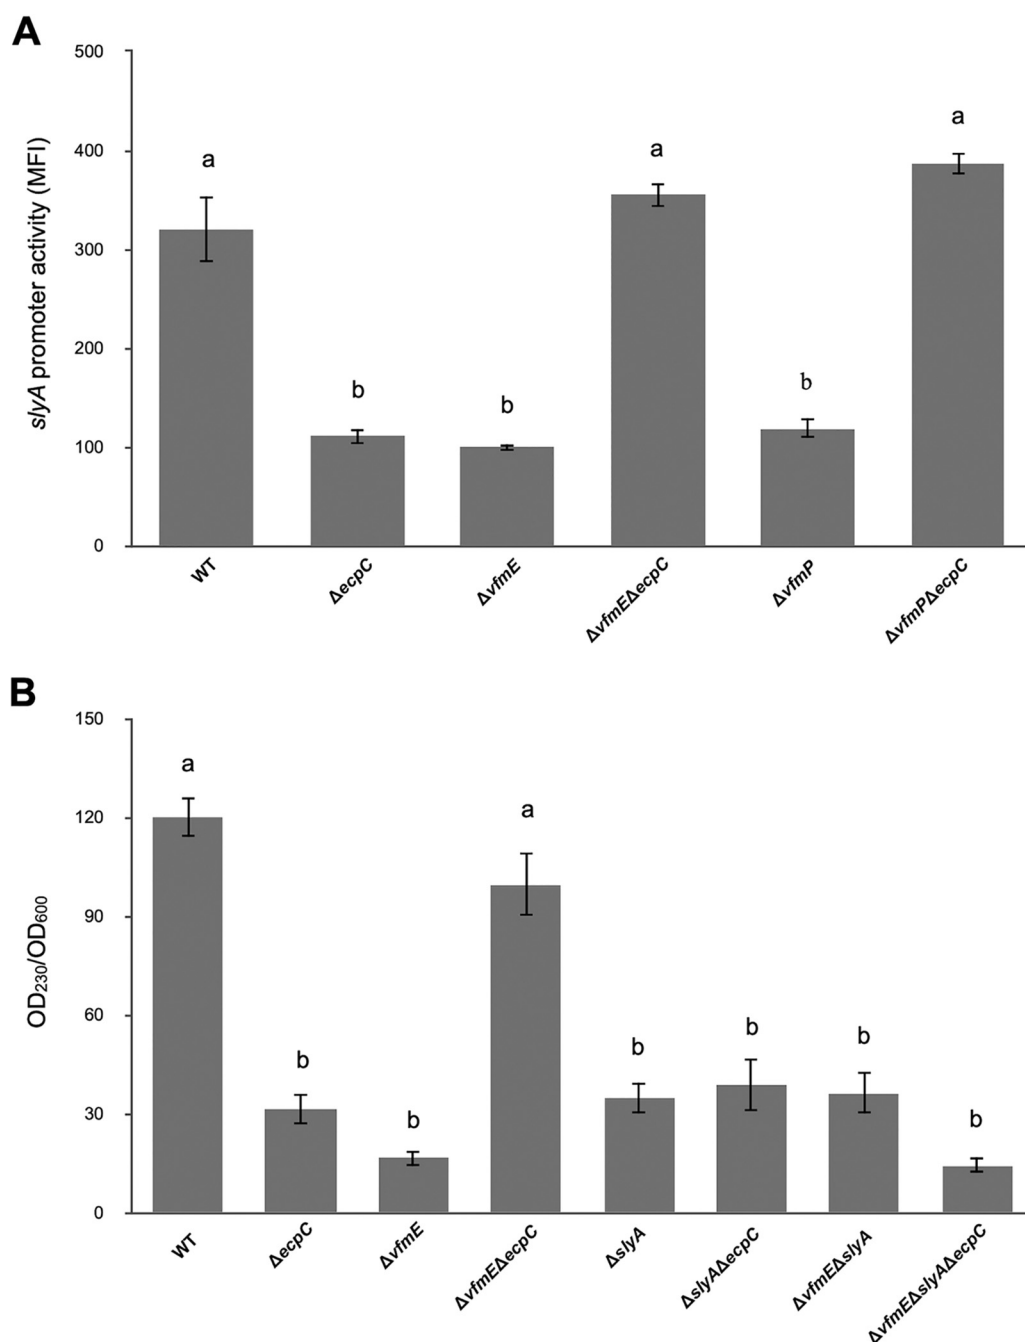 A
500
400
300
200
100
0
slyA promoter activity (MFI)
a
b
b
a
b
a
WT
ΔecpC
ΔvfmE
ΔvfmEΔecpC
ΔvfmP
ΔvfmPΔecpC
B
150
120
90
60
30
0
OD230/OD600
a
b
b
a
b
b
b
b
WT
ΔecpC
ΔvfmE
ΔvfmEΔecpC
ΔslyA
ΔslyAΔecpC
ΔvfmEΔslyA
ΔvfmEΔslyAΔecpC